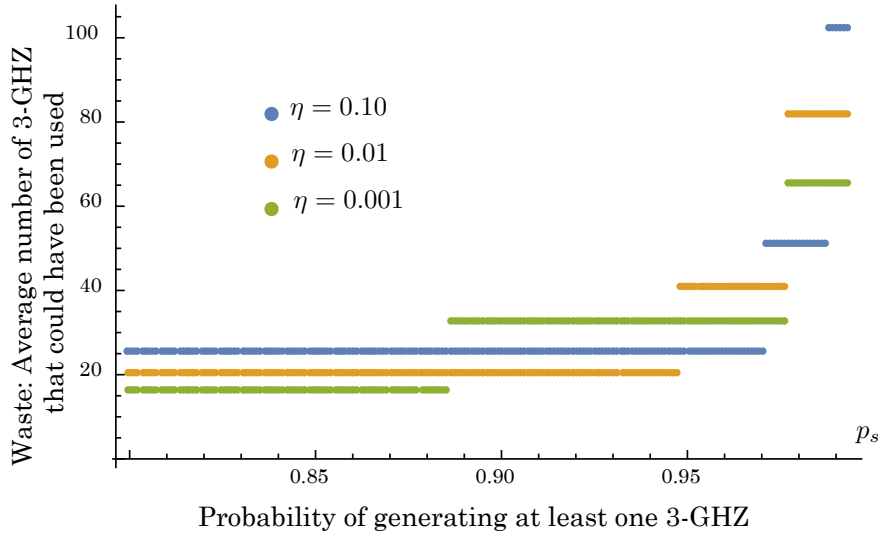 Waste: Average number of 3-GHZ
that could have been used
100
80
60
40
20
η = 0.10
η = 0.01
η = 0.001
0.85
0.90
0.95
p_s
Probability of generating at least one 3-GHZ